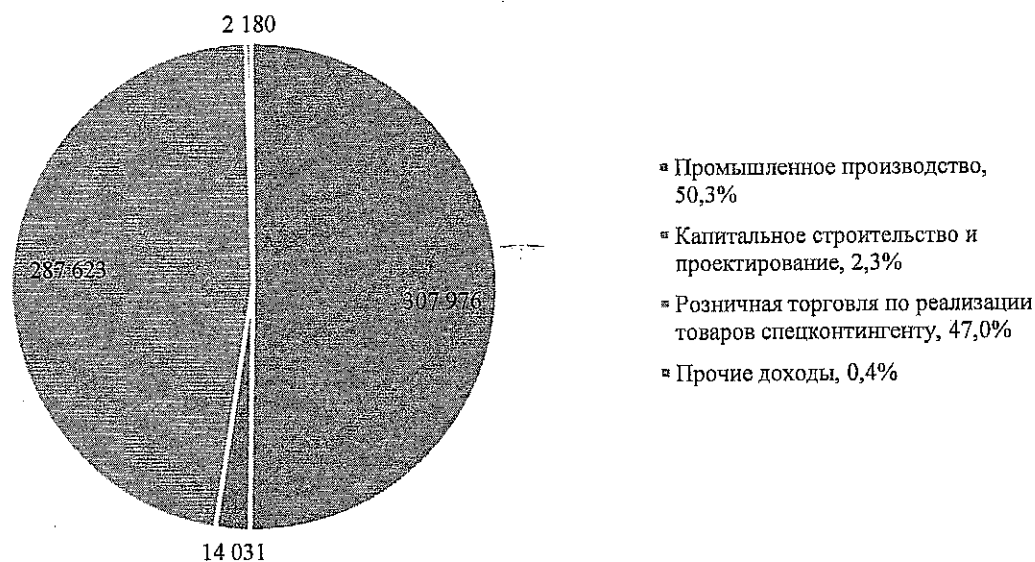 2 180
287 623
307 976
14 031
Промышленное производство,
50,3%
Капитальное строительство и
проектирование, 2,3%
Розничная торговля по реализации
товаров спецконтингенту, 47,0%
Прочие доходы, 0,4%